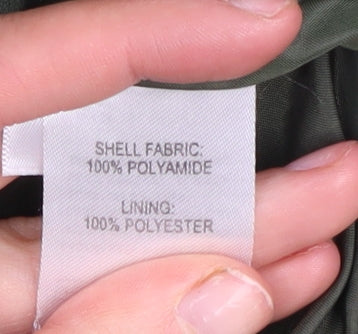 SHELL FABRIC:
100% POLYAMIDE
LINING:
100% POLYESTER